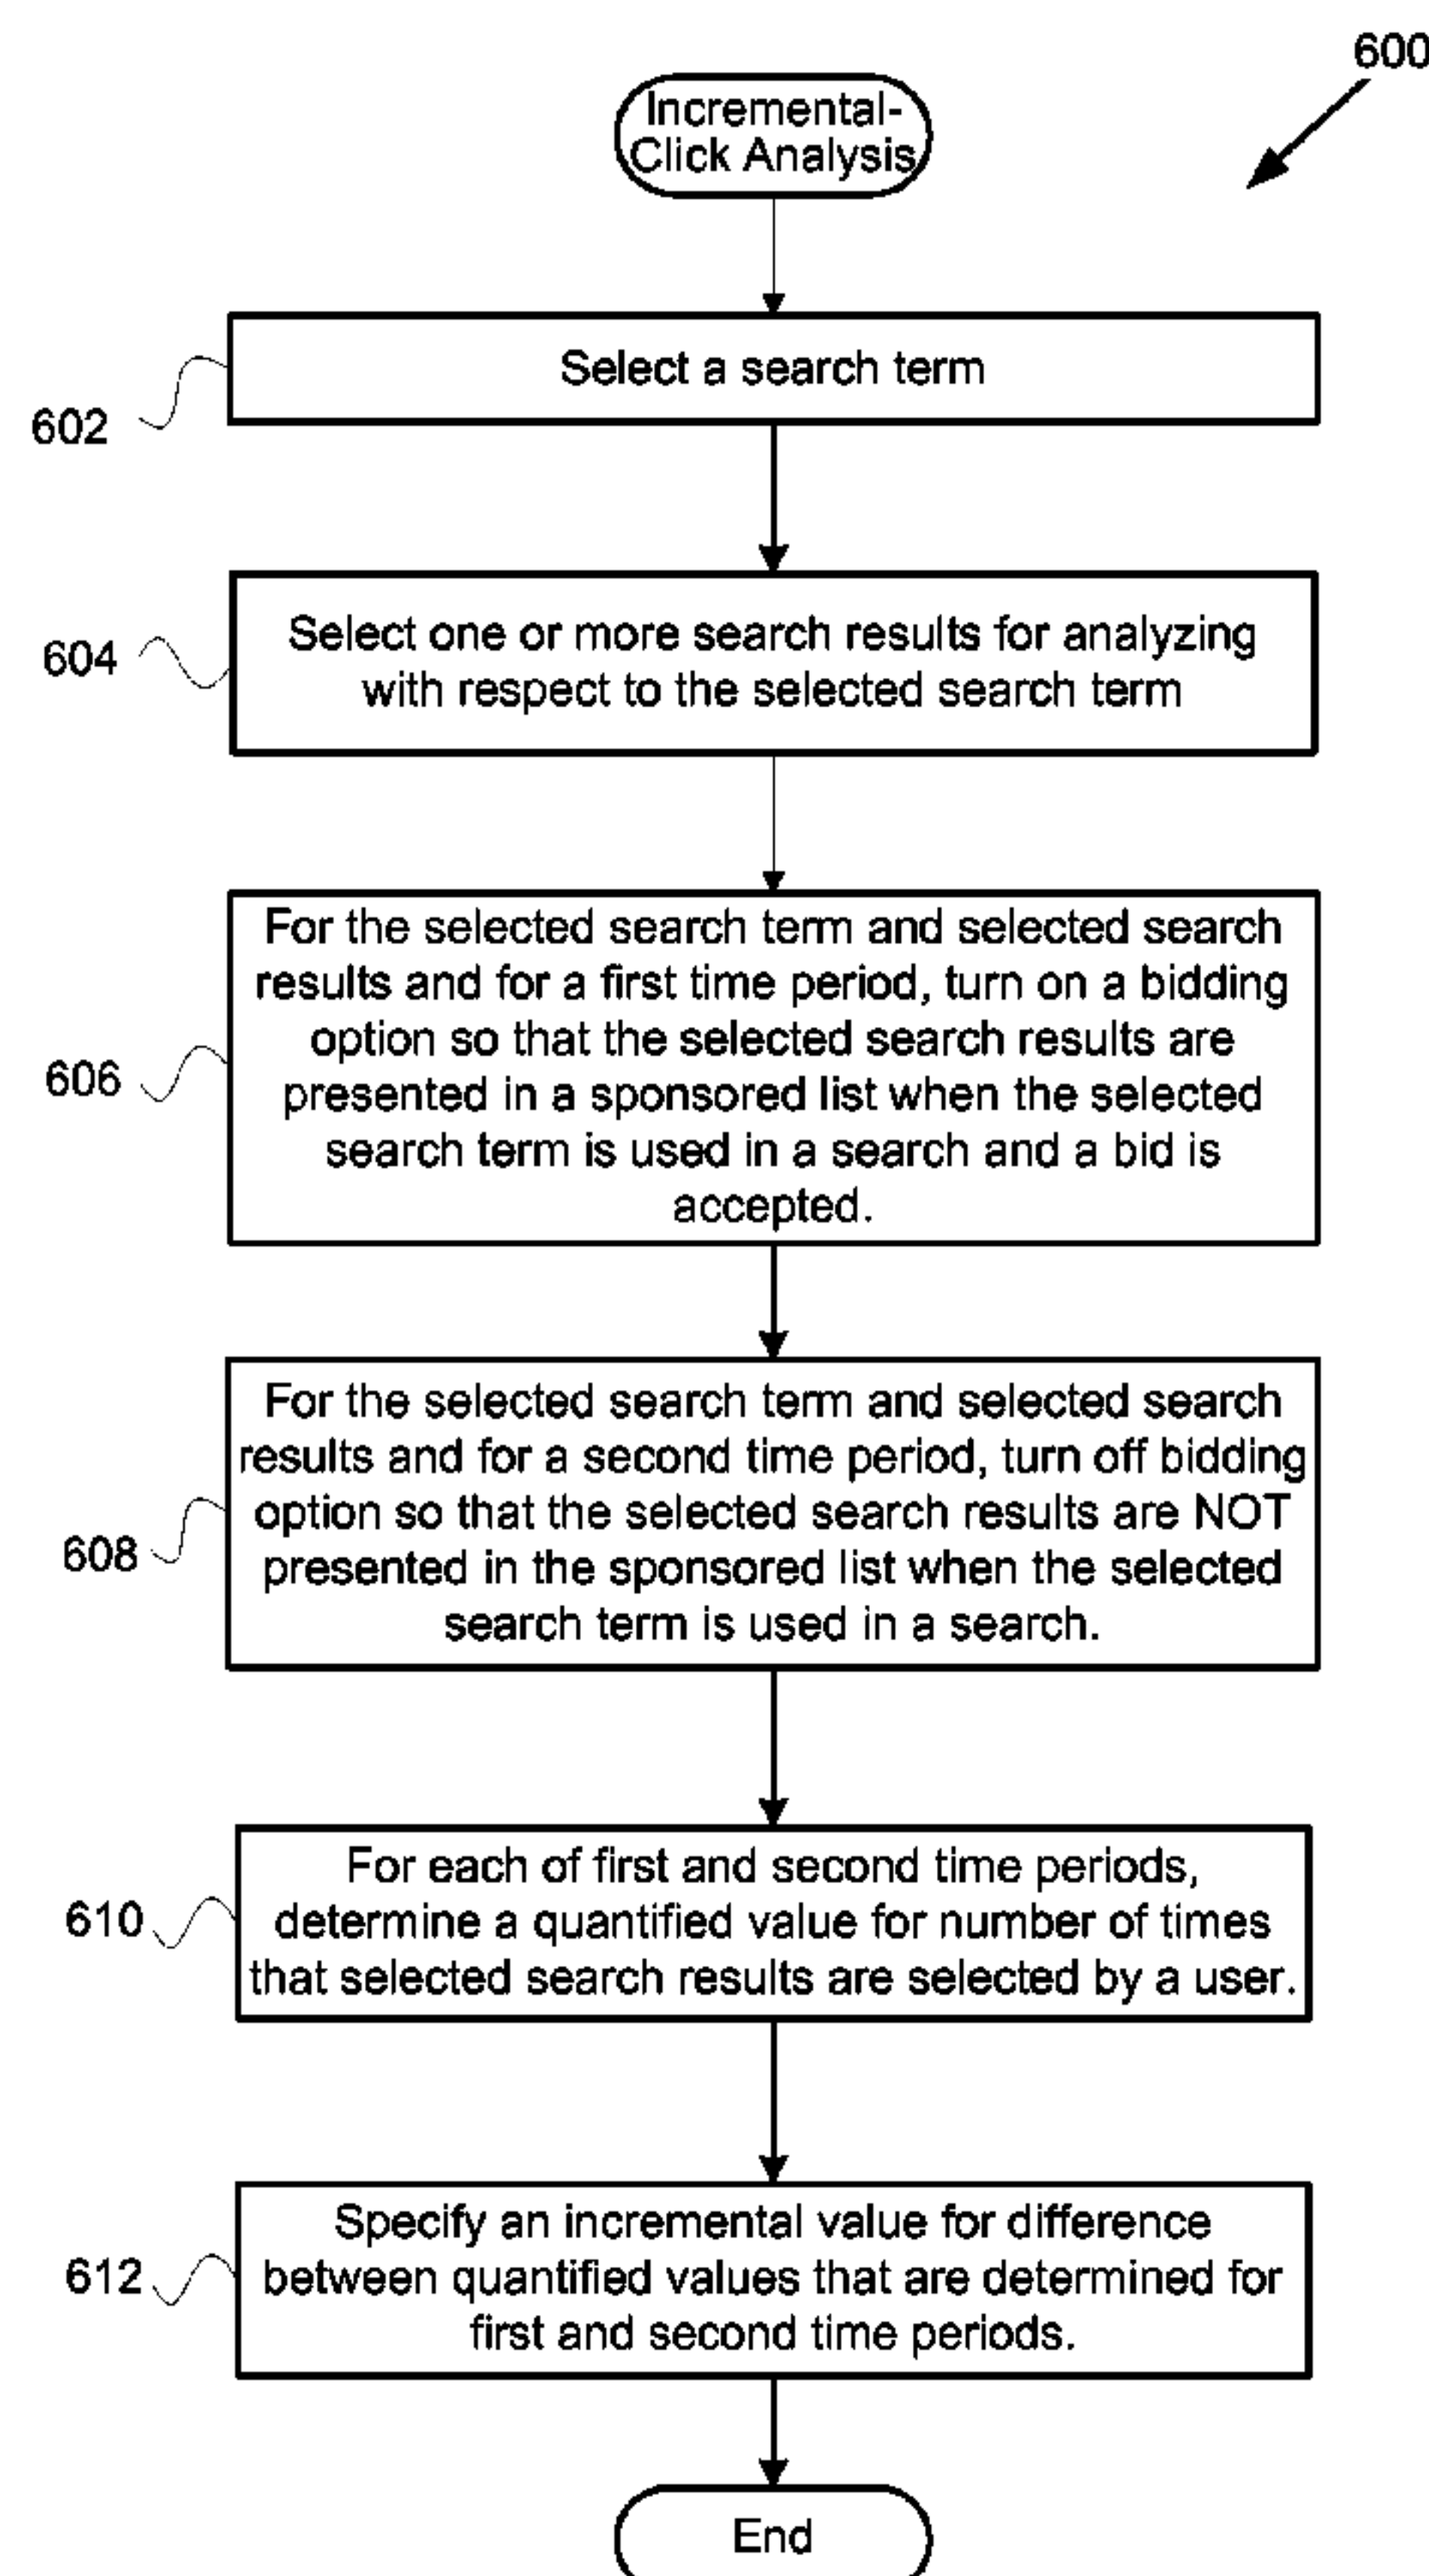 600
Incremental-
Click Analysis
Select a search term
602
Select one or more search results for analyzing
with respect to the selected search term
604
For the selected search term and selected search
results and for a first time period, turn on a bidding
option so that the selected search results are
presented in a sponsored list when the selected
search term is used in a search and a bid is
accepted.
606
For the selected search term and selected search
results and for a second time period, turn off bidding
option so that the selected search results are NOT
presented in the sponsored list when the selected
search term is used in a search.
608
For each of first and second time periods,
determine a quantified value for number of times
that selected search results are selected by a user.
610
Specify an incremental value for difference
between quantified values that are determined for
first and second time periods.
612
End